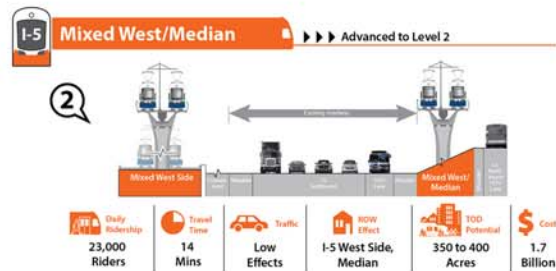 I-5
Mixed West/Median
Advanced to Level 2
2
Existing roadway
Mixed West Side
Mixed West/
Median
Daily
Ridership
23,000
Riders
Travel
Time
14
Mins
Traffic
Low
Effects
ROW
Effect
I-5 West Side,
Median
TOD
Potential
350 to 400
Acres
Cost
1.7
Billion